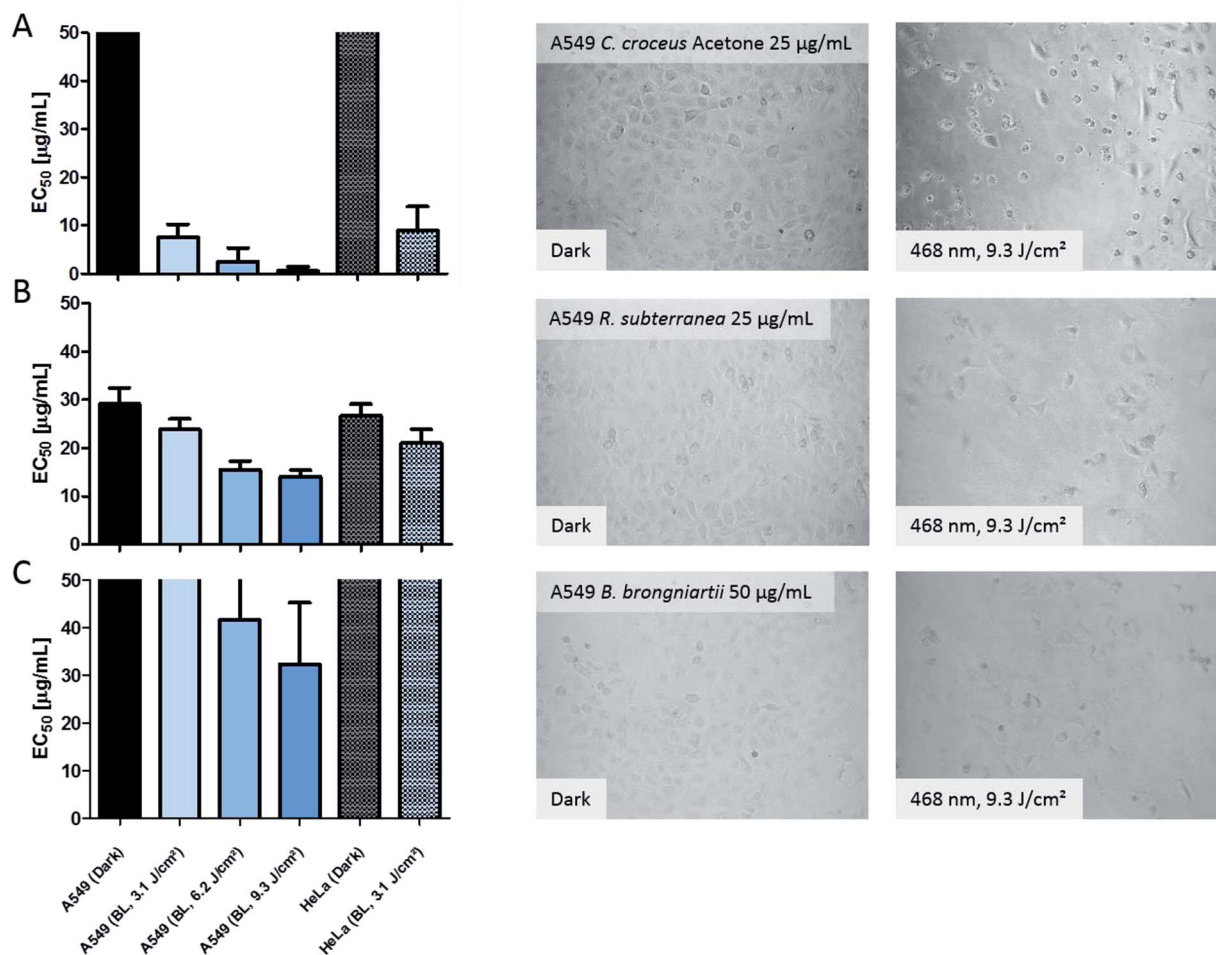 A
50
40
30
20
10
0
EC₅₀ [µg/mL]
A549 C. croceus Acetone 25 µg/mL
Dark
468 nm, 9.3 J/cm²
B
50
40
30
20
10
0
EC₅₀ [µg/mL]
A549 R. subterranea 25 µg/mL
Dark
468 nm, 9.3 J/cm²
C
50
40
30
20
10
0
EC₅₀ [µg/mL]
A549 B. brongniartii 50 µg/mL
Dark
468 nm, 9.3 J/cm²
A549 (Dark)
A549 (BL, 3.1 J/cm²)
A549 (BL, 6.2 J/cm²)
A549 (BL, 9.3 J/cm²)
HeLa (Dark)
HeLa (BL, 3.1 J/cm²)